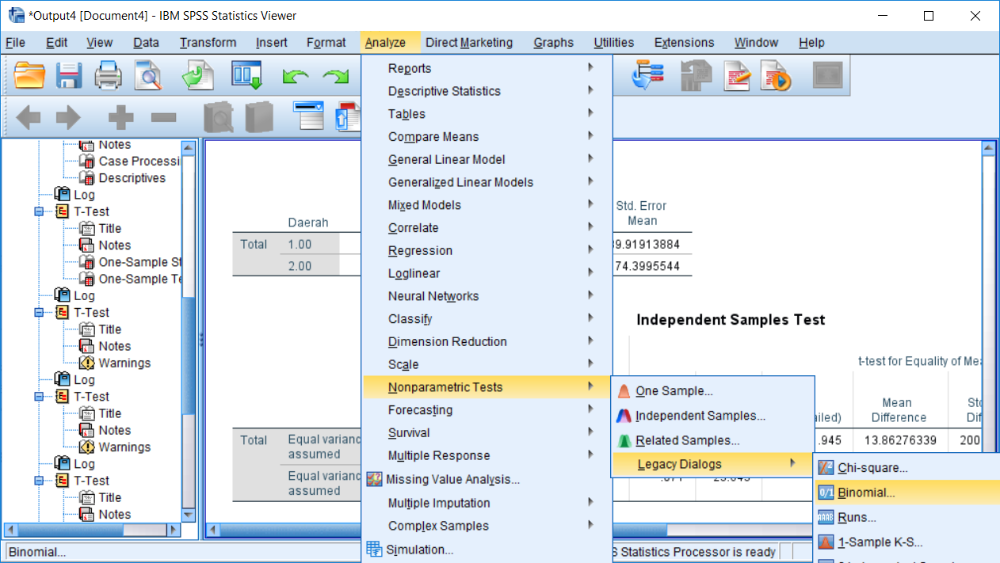 *Output4 [Document4] - IBM SPSS Statistics Viewer
File Edit View Data Transform Insert Format Analyze Direct Marketing Graphs Utilities Extensions Window Help
Notes
Case Processi
Descriptives
Log
T-Test
Title
Notes
One-Sample St
One-Sample Te
Log
T-Test
Title
Notes
Warnings
Log
T-Test
Title
Notes
Warnings
Log
T-Test
Title
Notes
Reports
Descriptive Statistics
Tables
Compare Means
General Linear Model
Generalized Linear Models
Mixed Models
Correlate
Regression
Loglinear
Neural Networks
Classify
Dimension Reduction
Scale
Nonparametric Tests
Forecasting
Survival
Multiple Response
Missing Value Analysis...
Multiple Imputation
Complex Samples
Simulation...
One Sample...
Independent Samples...
Related Samples...
Legacy Dialogs
Chi-square...
Binomial...
Runs...
1-Sample K-S...
Daerah
Std. Error
Mean
Total 1.00 39.91913884
2.00 74.3995544
Independent Samples Test
t-test for Equality of Mea
ailed)
Mean
Difference
Std
Dif
Total Equal varianc
assumed
.945 13.86276339 200
Equal varianc
assumed
Binomial...
S Statistics Processor is ready